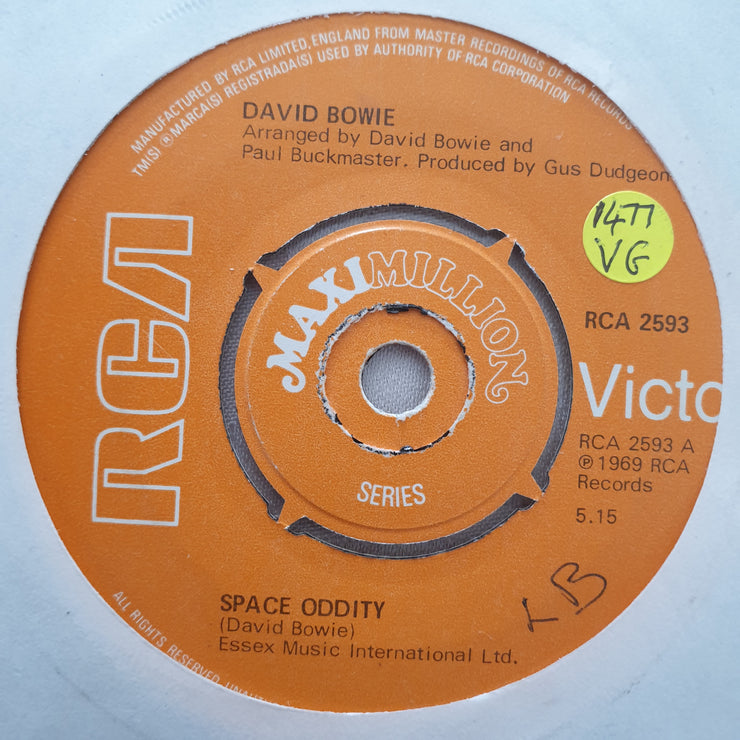 MANUFACTURED BY RCA LIMITED, ENGLAND FROM MASTER RECORDINGS OF RCA RECORDS
TM(S) ® MARCA(S) REGISTRADA(S) USED BY AUTHORITY OF RCA CORPORATION
DAVID BOWIE
Arranged by David Bowie and
Paul Buckmaster. Produced by Gus Dudgeon
1477
VG
RCA
MAXIMILLION
SERIES
RCA 2593
Victo
RCA 2593 A
℗ 1969 RCA
Records
5.15
SPACE ODDITY
(David Bowie)
Essex Music International Ltd.
ALL RIGHTS RESERVED